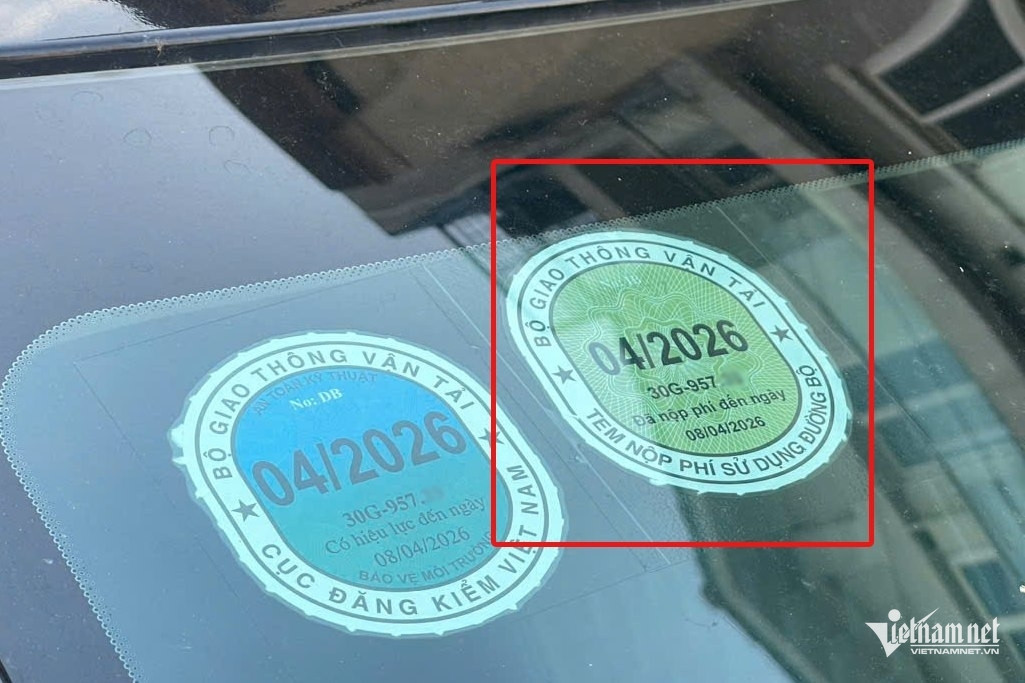 BỘ GIAO THÔNG VẬN TẢI
AN TOÀN KỸ THUẬT
No: DB
04/2026
30G-957.
Có hiệu lực đến ngày
08/04/2026
BẢO VỆ MÔI TRƯỜNG
CỤC ĐĂNG KIỂM VIỆT NAM
BỘ GIAO THÔNG VẬN TẢI
04/2026
30G-957.
Đã nộp phí đến ngày
08/04/2026
TEM NỘP PHÍ SỬ DỤNG ĐƯỜNG BỘ
Vietnamnet
VIETNAMNET.VN